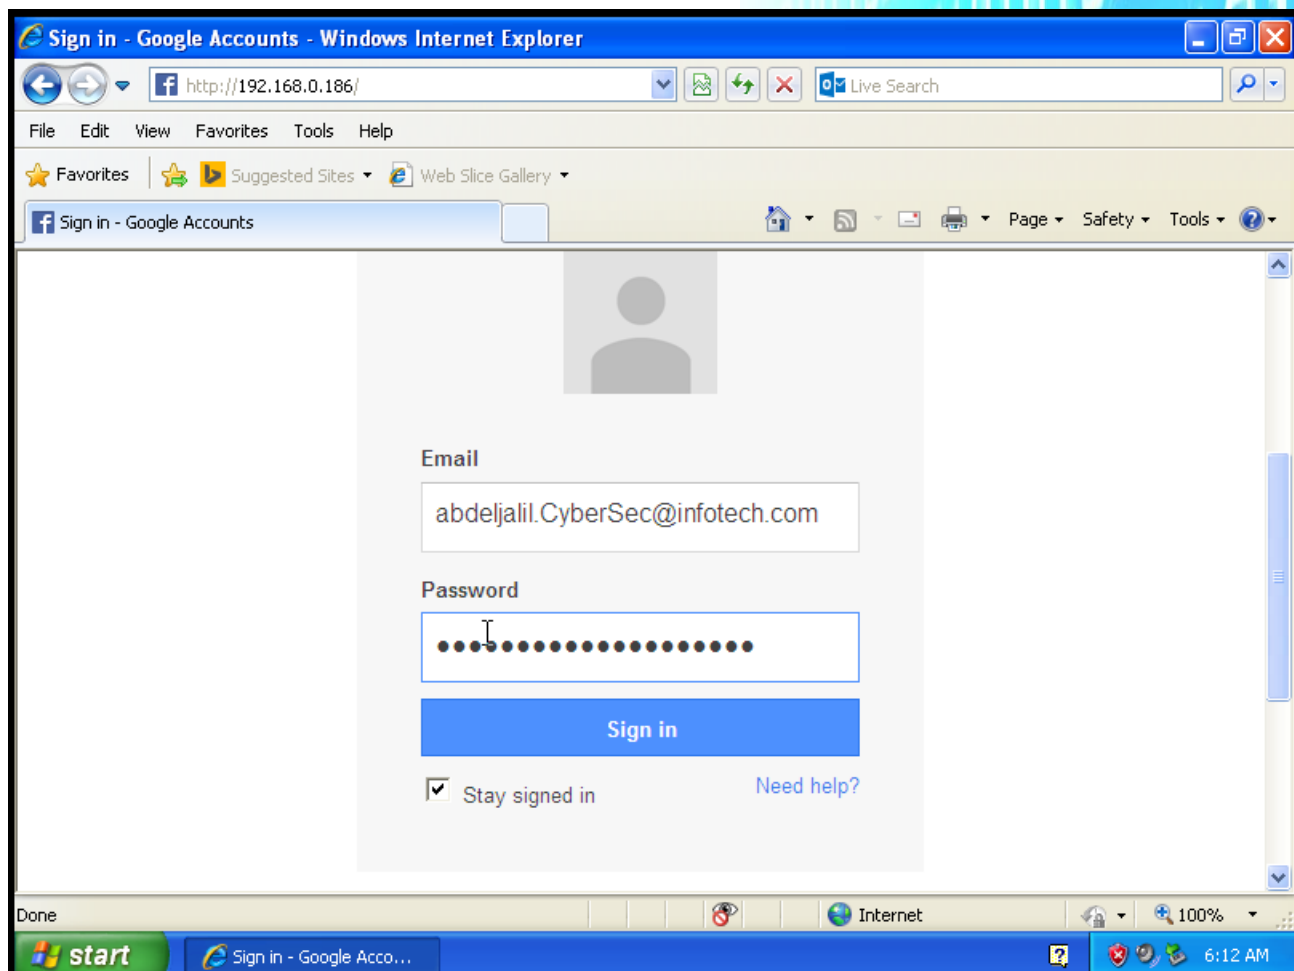 Sign in - Google Accounts - Windows Internet Explorer
http://192.168.0.186/ Live Search
File Edit View Favorites Tools Help
Favorites Suggested Sites Web Slice Gallery
Sign in - Google Accounts Page Safety Tools
Email
abdeljalil.CyberSec@infotech.com
Password
Sign in
Stay signed in Need help?
Done Internet 100%
start Sign in - Google Acco... 6:12 AM